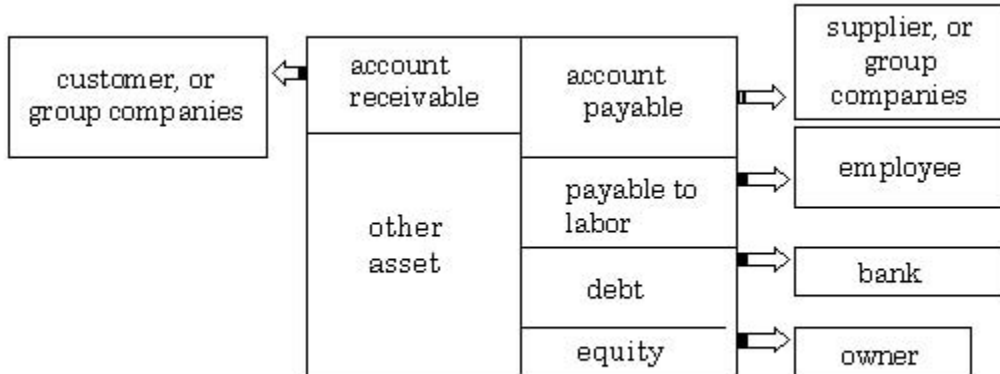 customer, or
group companies
account
receivable
other
asset
account
payable
payable to
labor
debt
equity
supplier, or
group
companies
employee
bank
owner